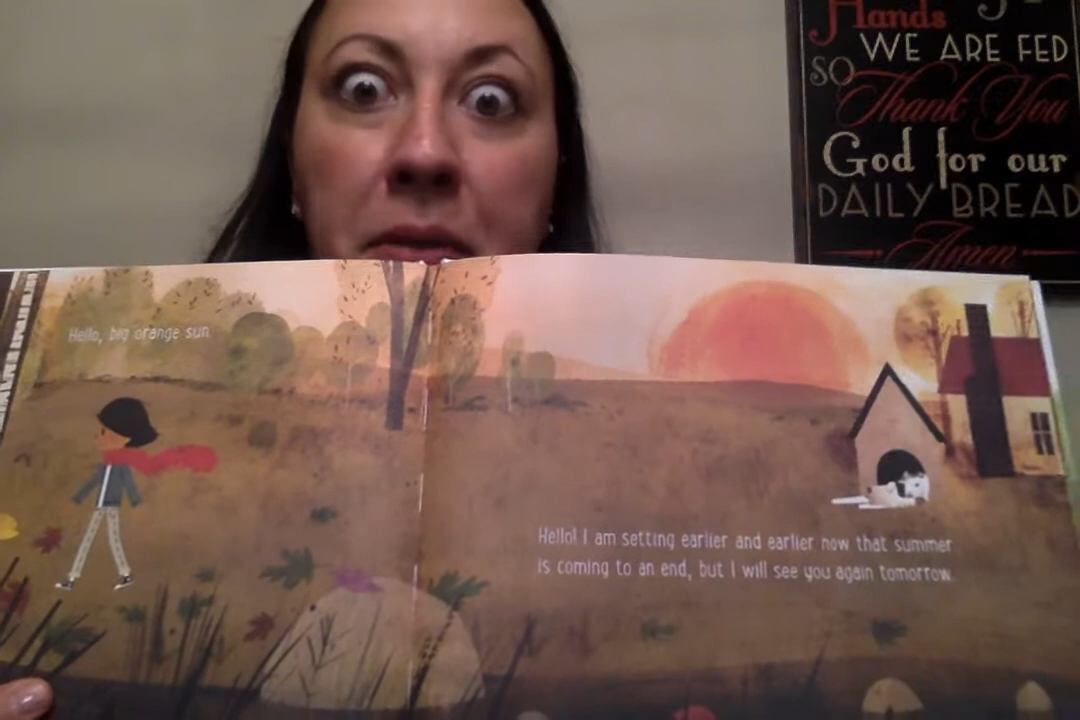 Hands
WE ARE FED
SO Thank You
God for our
DAILY BREAD
Amen
Hello, big orange sun.
Hello! I am setting earlier and earlier now that summer
is coming to an end, but I will see you again tomorrow.